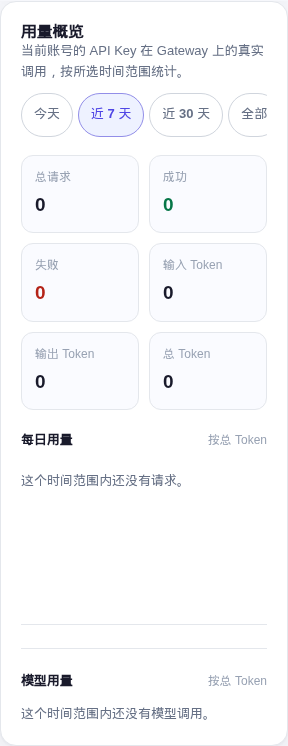 用量概览
当前账号的 API Key 在 Gateway 上的真实
调用，按所选时间范围统计。
今天 近 7 天 近 30 天 全部
总请求 成功
0 0
失败 输入 Token
0 0
输出 Token 总 Token
0 0
每日用量 按总 Token
这个时间范围内还没有请求。
模型用量 按总 Token
这个时间范围内还没有模型调用。